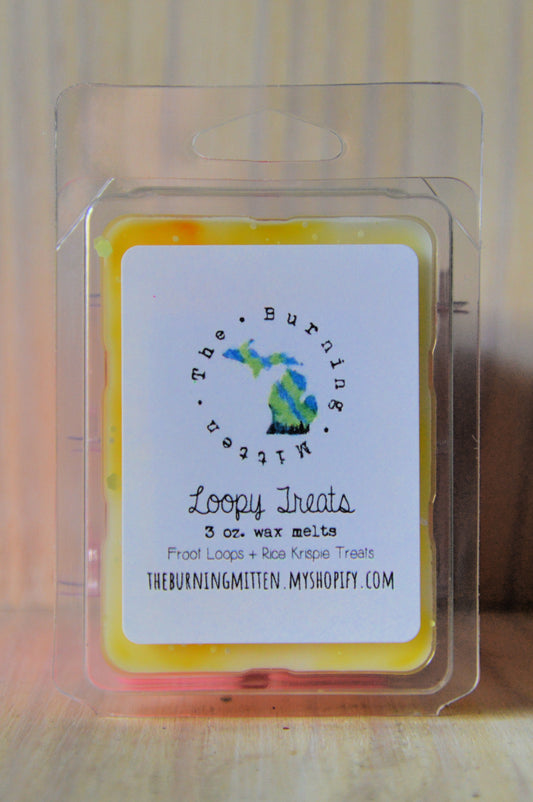 The • Burning • Mitten •
Loopy Treats
3 oz. wax melts
Froot Loops + Rice Krispie Treats
THEBURNINGMITTEN.MYSHOPIFY.COM